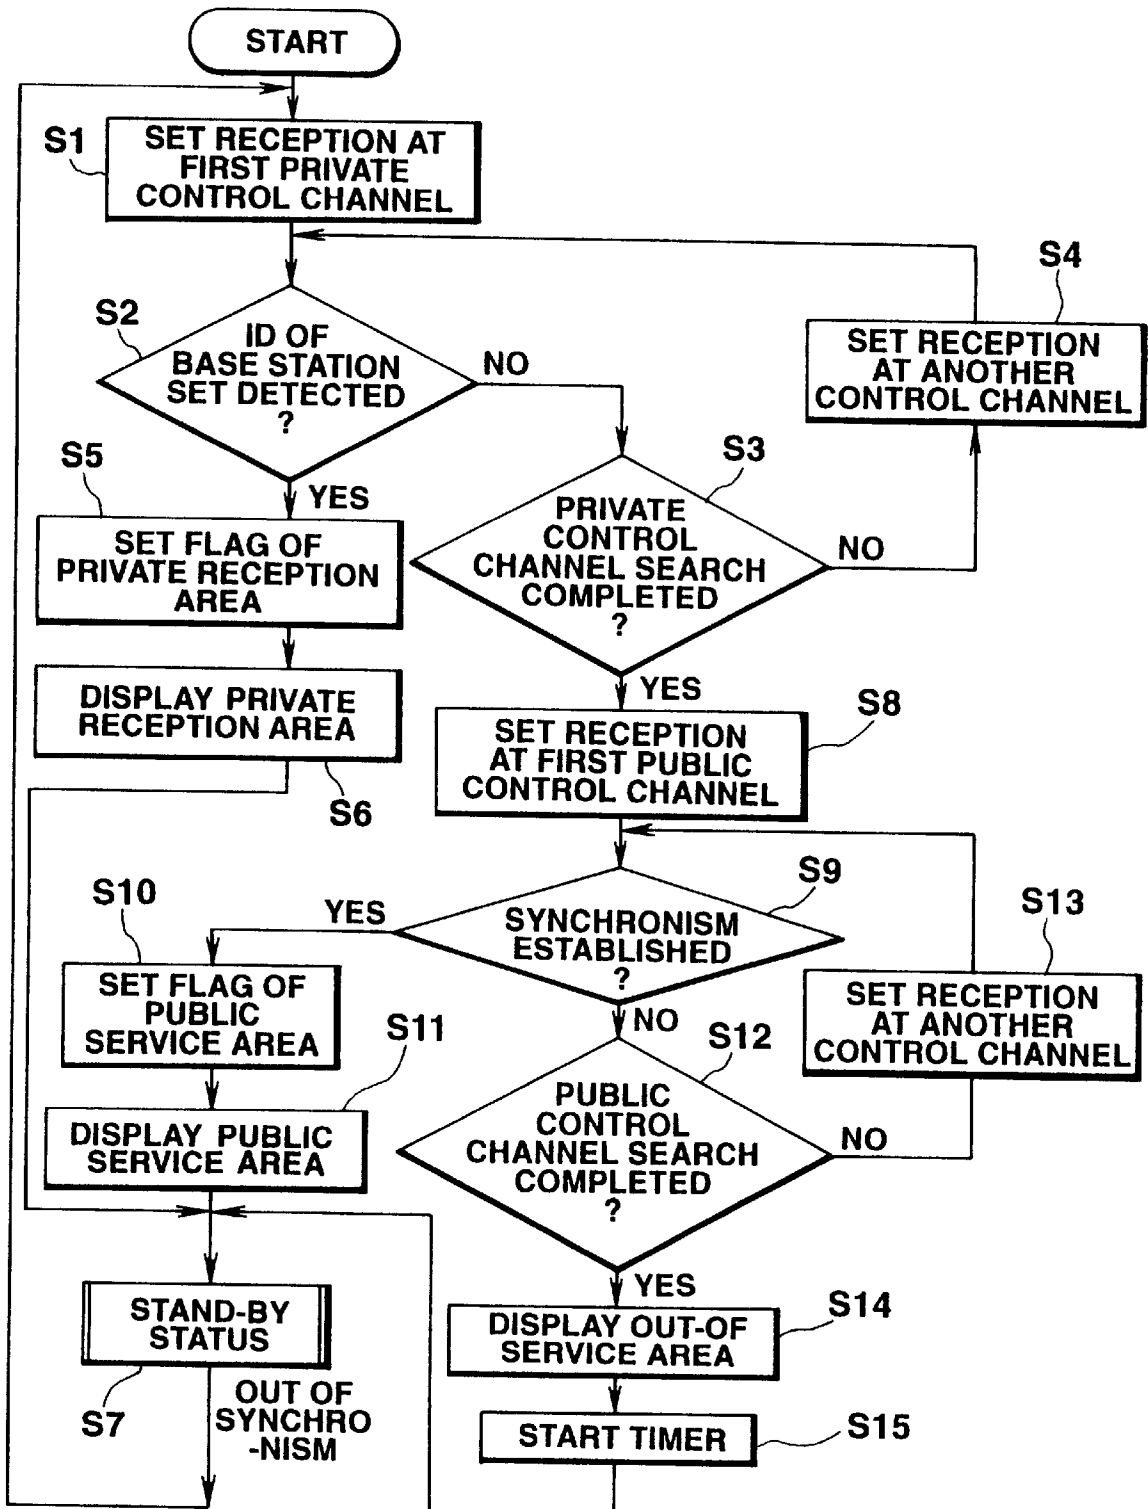 START
S1
SET RECEPTION AT
FIRST PRIVATE
CONTROL CHANNEL
S2
ID OF
BASE STATION
SET DETECTED
?
NO
S4
SET RECEPTION
AT ANOTHER
CONTROL CHANNEL
S5
YES
SET FLAG OF
PRIVATE RECEPTION
AREA
S3
PRIVATE
CONTROL
CHANNEL SEARCH
COMPLETED
?
NO
DISPLAY PRIVATE
RECEPTION AREA
S6
YES
S8
SET RECEPTION
AT FIRST PUBLIC
CONTROL CHANNEL
S9
SYNCHRONISM
ESTABLISHED
?
YES
NO
S10
SET FLAG OF
PUBLIC
SERVICE AREA
S13
SET RECEPTION
AT ANOTHER
CONTROL CHANNEL
S11
DISPLAY PUBLIC
SERVICE AREA
S12
PUBLIC
CONTROL
CHANNEL SEARCH
COMPLETED
?
NO
YES
STAND-BY
STATUS
S7
OUT OF
SYNCHRO
-NISM
S14
DISPLAY OUT-OF
SERVICE AREA
START TIMER
S15